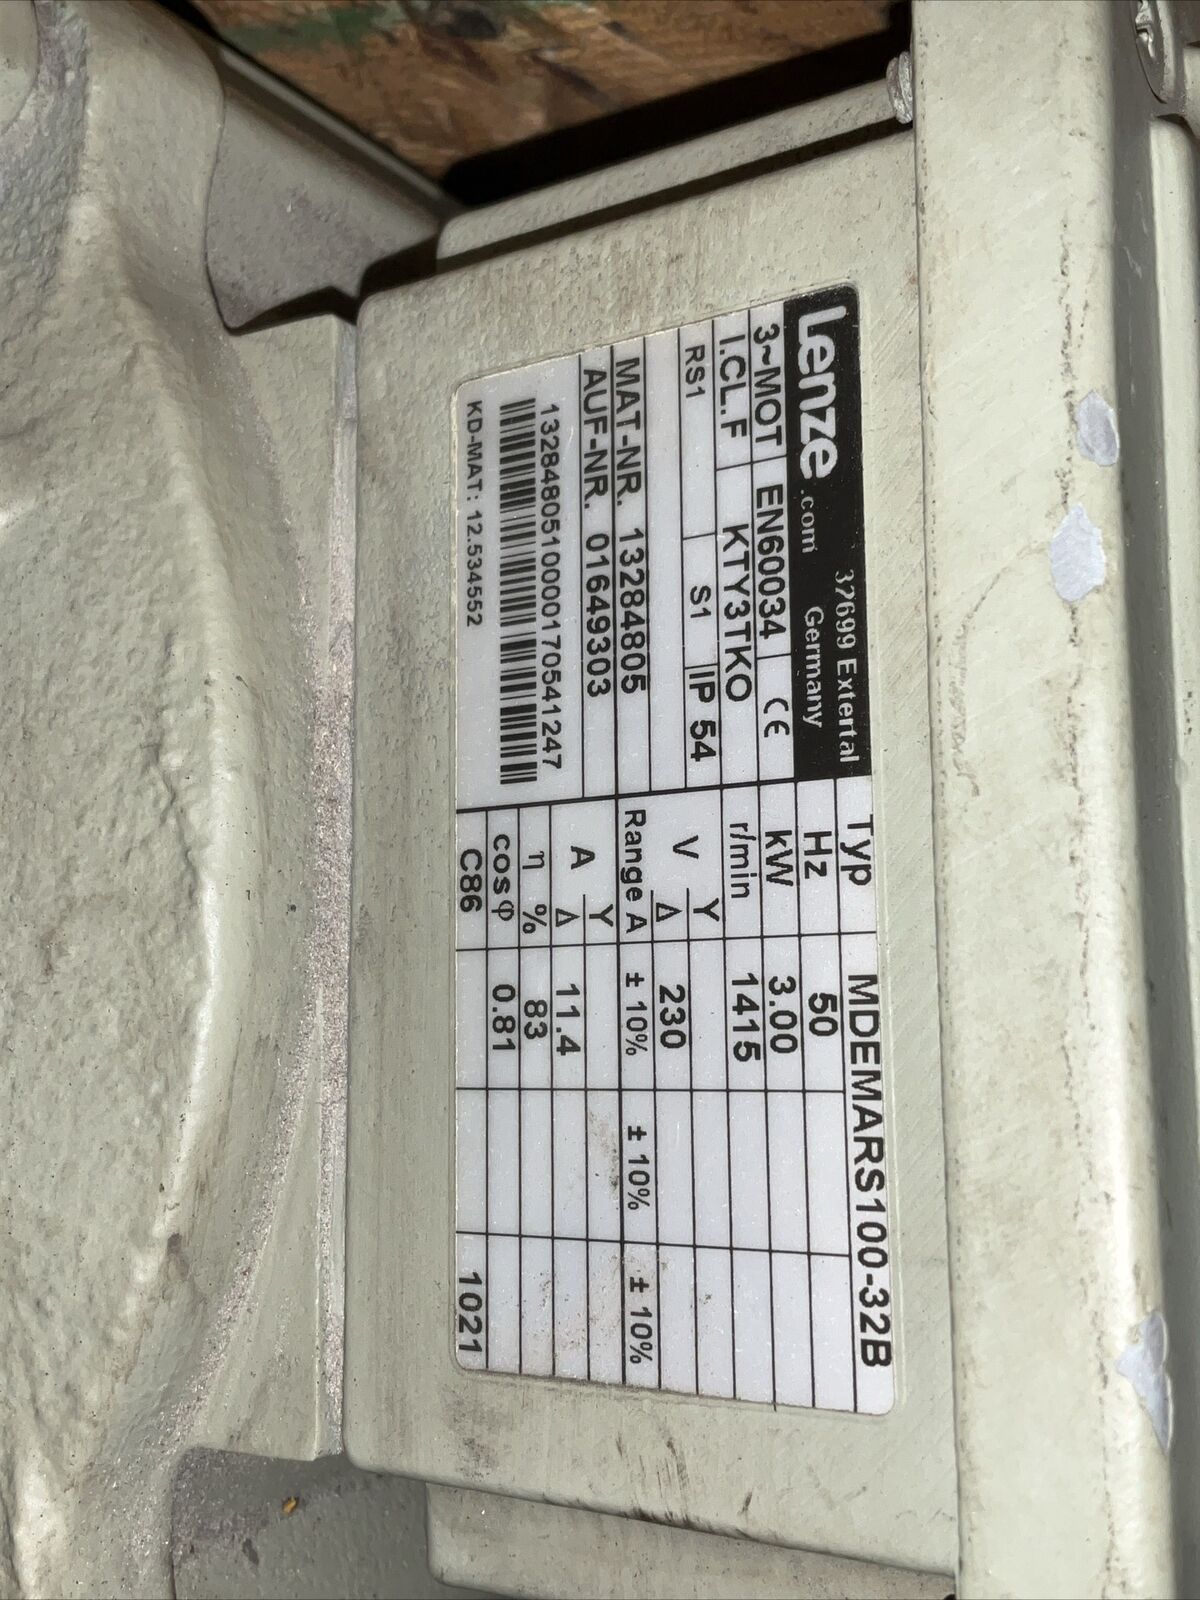 Lenze.com 32699 Extertal
Germany
3~MOT EN60034 CE
I.CL.F KTY3TKO
RS1 S1 IP 54
MAT-NR. 13284805
AUF-NR. 01649303
1328480510000170541247
KD-MAT: 12.534552
Typ MDEMARS100-32B
Hz 50
kW 3.00
r/min 1415
V Y
Δ 230
Range A ± 10% ± 10% ± 10%
A Y
Δ 11.4
η % 83
cos φ 0.81
C86 1021